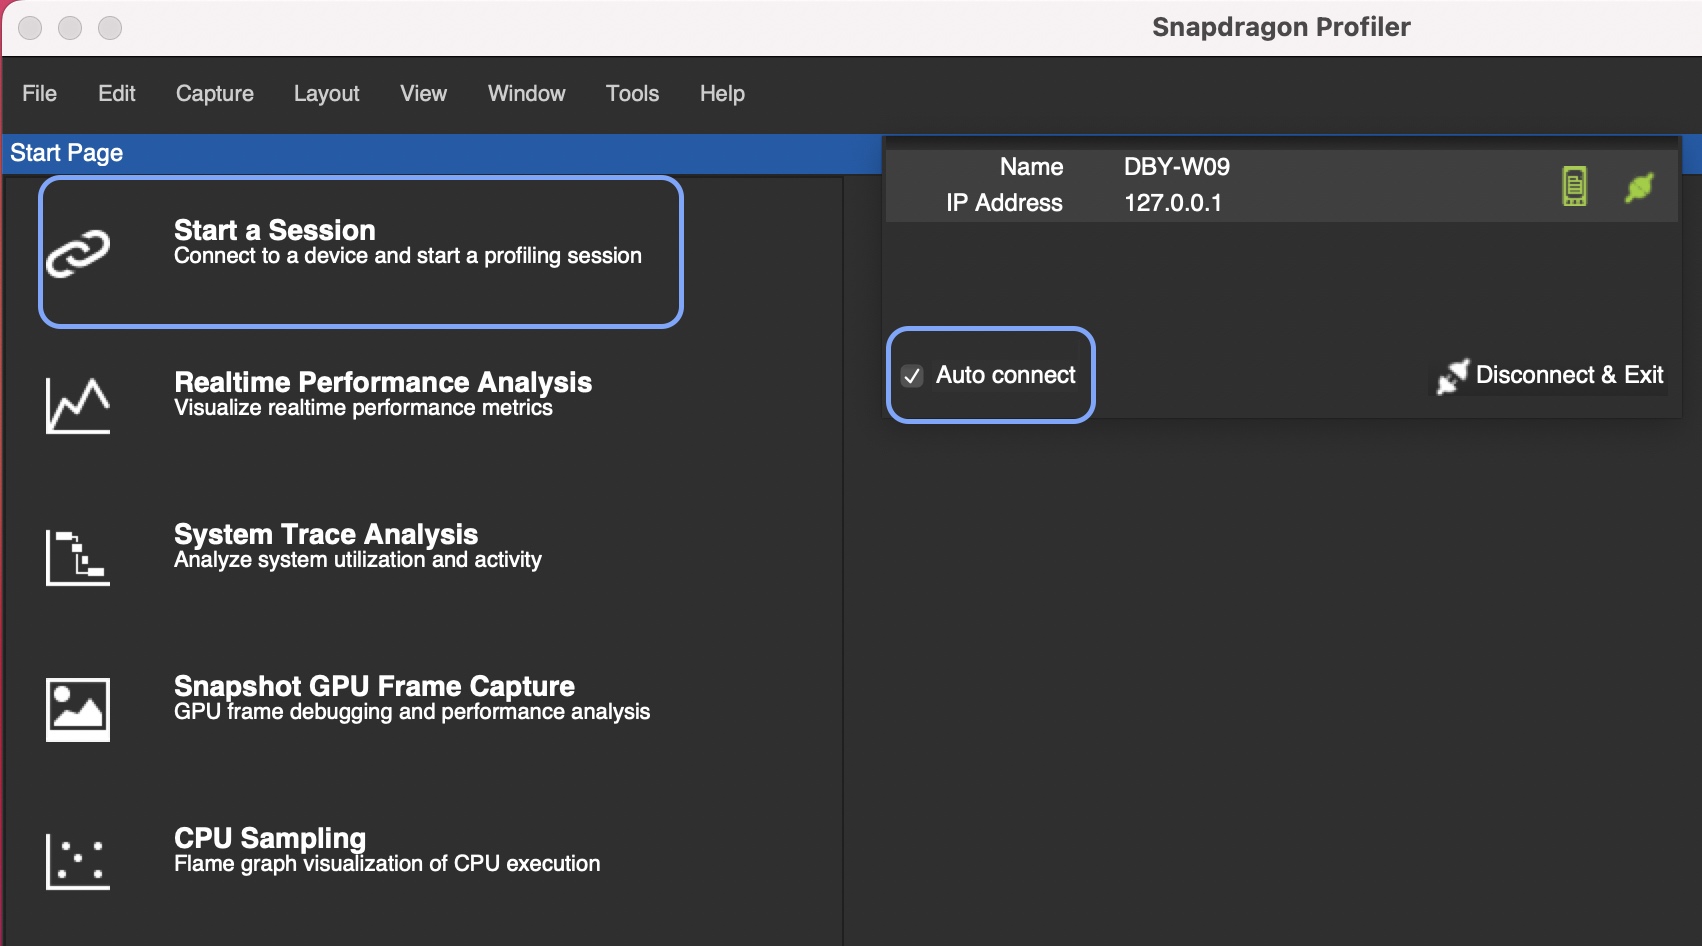 Snapdragon Profiler
File Edit Capture Layout View Window Tools Help
Start Page
Start a Session
Connect to a device and start a profiling session
Realtime Performance Analysis
Visualize realtime performance metrics
System Trace Analysis
Analyze system utilization and activity
Snapshot GPU Frame Capture
GPU frame debugging and performance analysis
CPU Sampling
Flame graph visualization of CPU execution
Name DBY-W09
IP Address 127.0.0.1
Auto connect
Disconnect & Exit